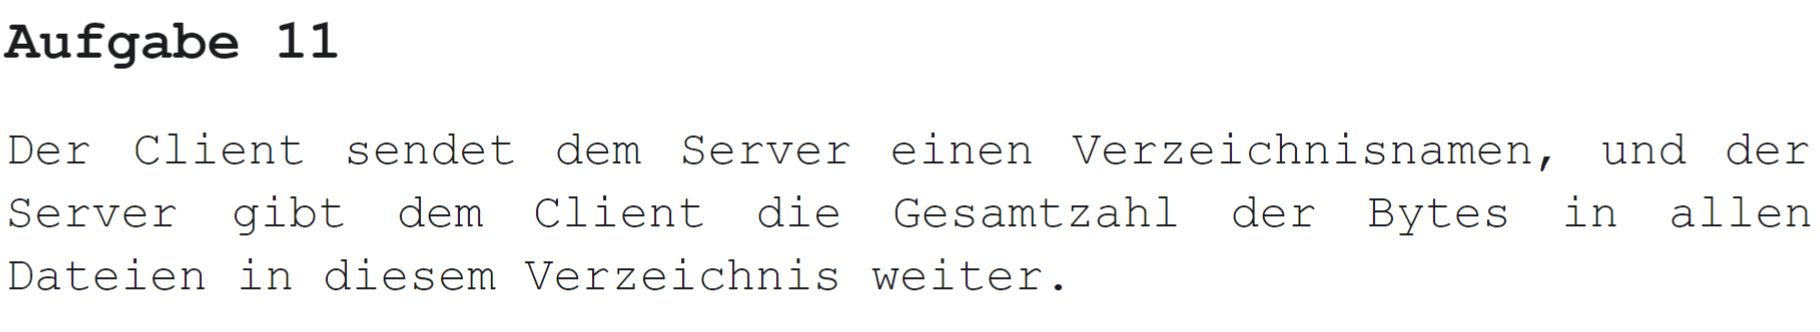 Aufgabe 11
Der Client sendet dem Server einen Verzeichnisnamen, und der
Server gibt dem Client die Gesamtzahl der Bytes in allen
Dateien in diesem Verzeichnis weiter.